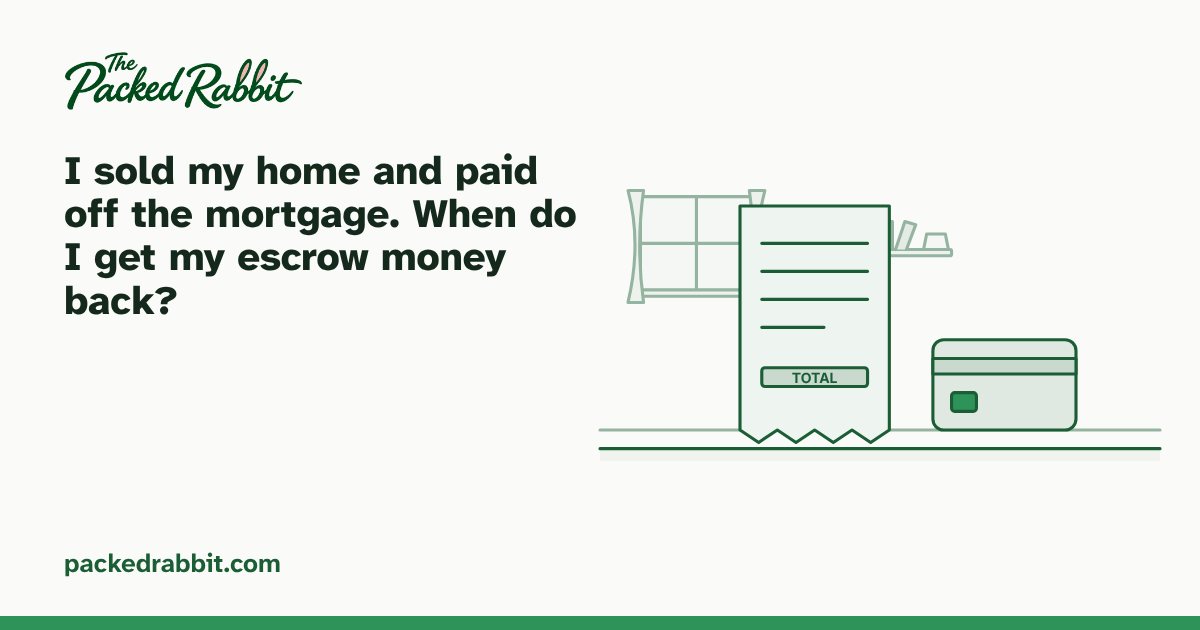 The
Packed Rabbit
I sold my home and paid
off the mortgage. When do
I get my escrow money
back?
TOTAL
packedrabbit.com